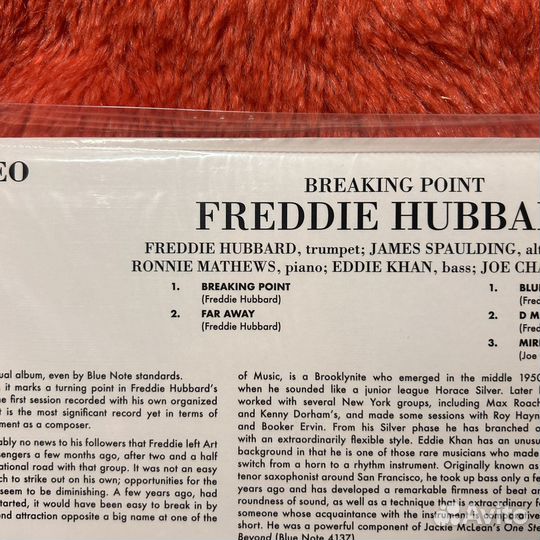 EO
BREAKING POINT
FREDDIE HUBBA
FREDDIE HUBBARD, trumpet; JAMES SPAULDING, al
RONNIE MATHEWS, piano; EDDIE KHAN, bass; JOE CHA
1. BREAKING POINT
(Freddie Hubbard)
2. FAR AWAY
(Freddie Hubbard)
1. BLU
(Fred
2. D M
(Fred
3. MIR
(Joe
ual album, even by Blue Note standards.
it marks a turning point in Freddie Hubbard's
e first session recorded with his own organized
t is the most significant record yet in terms of
ment as a composer.
ably no news to his followers that Freddie left Art
sengers a few months ago, after two and a half
ational road with that group. It was not an easy
ch to strike out on his own; opportunities for the
seem to be diminishing. A few years ago, had
started, it would have been easy to break in by
nd attraction opposite a big name at one of the
of Music, is a Brooklynite who emerged in the middle 1950
when he sounded like a junior league Horace Silver. Later
worked with several New York groups, including Max Roach
and Kenny Dorham's, and made some sessions with Roy Hayn
and Booker Ervin. From his Silver phase he has branched
with an extraordinarily flexible style. Eddie Khan has an unusual
background in that he is one of those rare musicians who made
switch from a horn to a rhythm instrument. Originally known as
tenor saxophonist around San Francisco, he took up bass only a fe
years ago and has developed a remarkable firmness of beat an
roundness of sound, as well as a technique that is extraordinary f
someone whose acquaintance with the instrument is relative
short. He was a powerful component of Jackie McLean's One Ste
Beyond (Blue Note 4137).
Avito